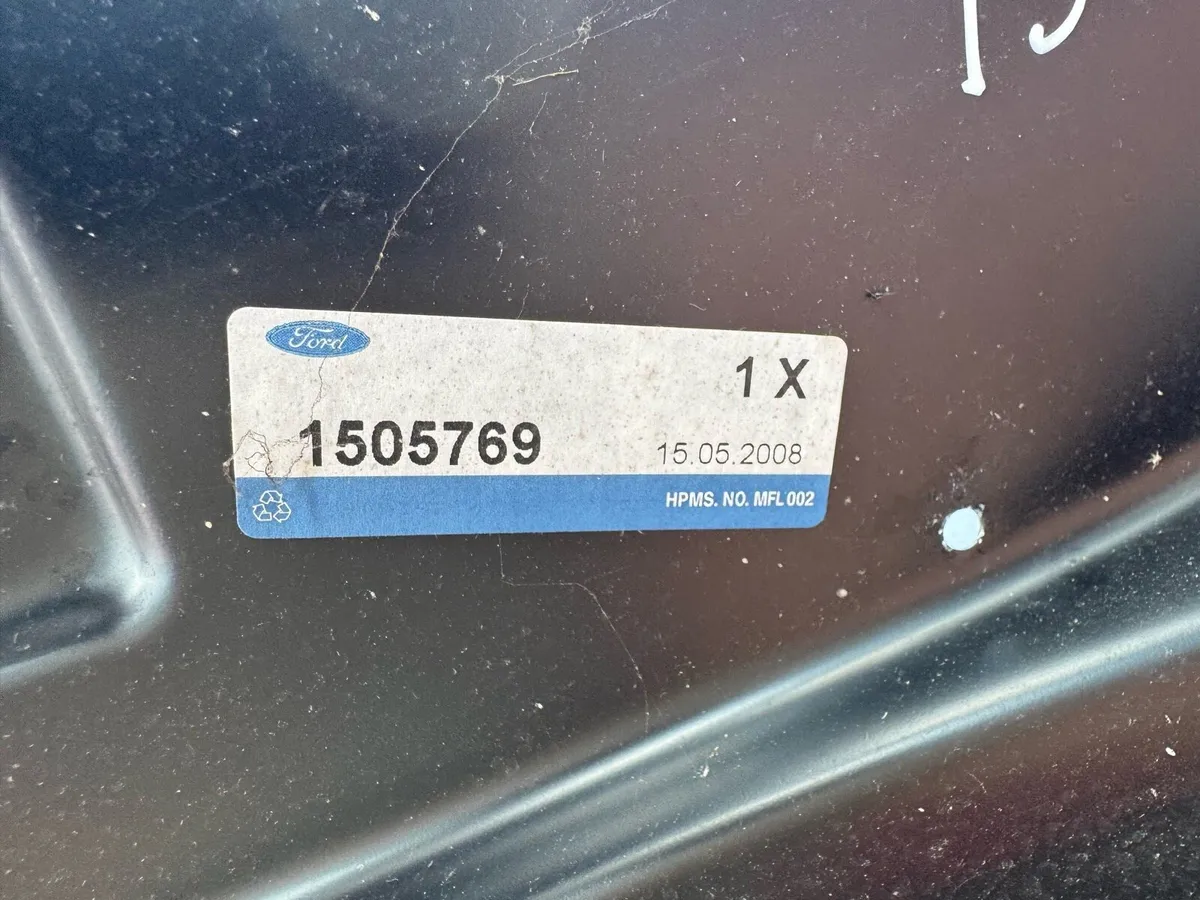 Ford
1 X
1505769
15.05.2008
HPMS. NO. MFL 002